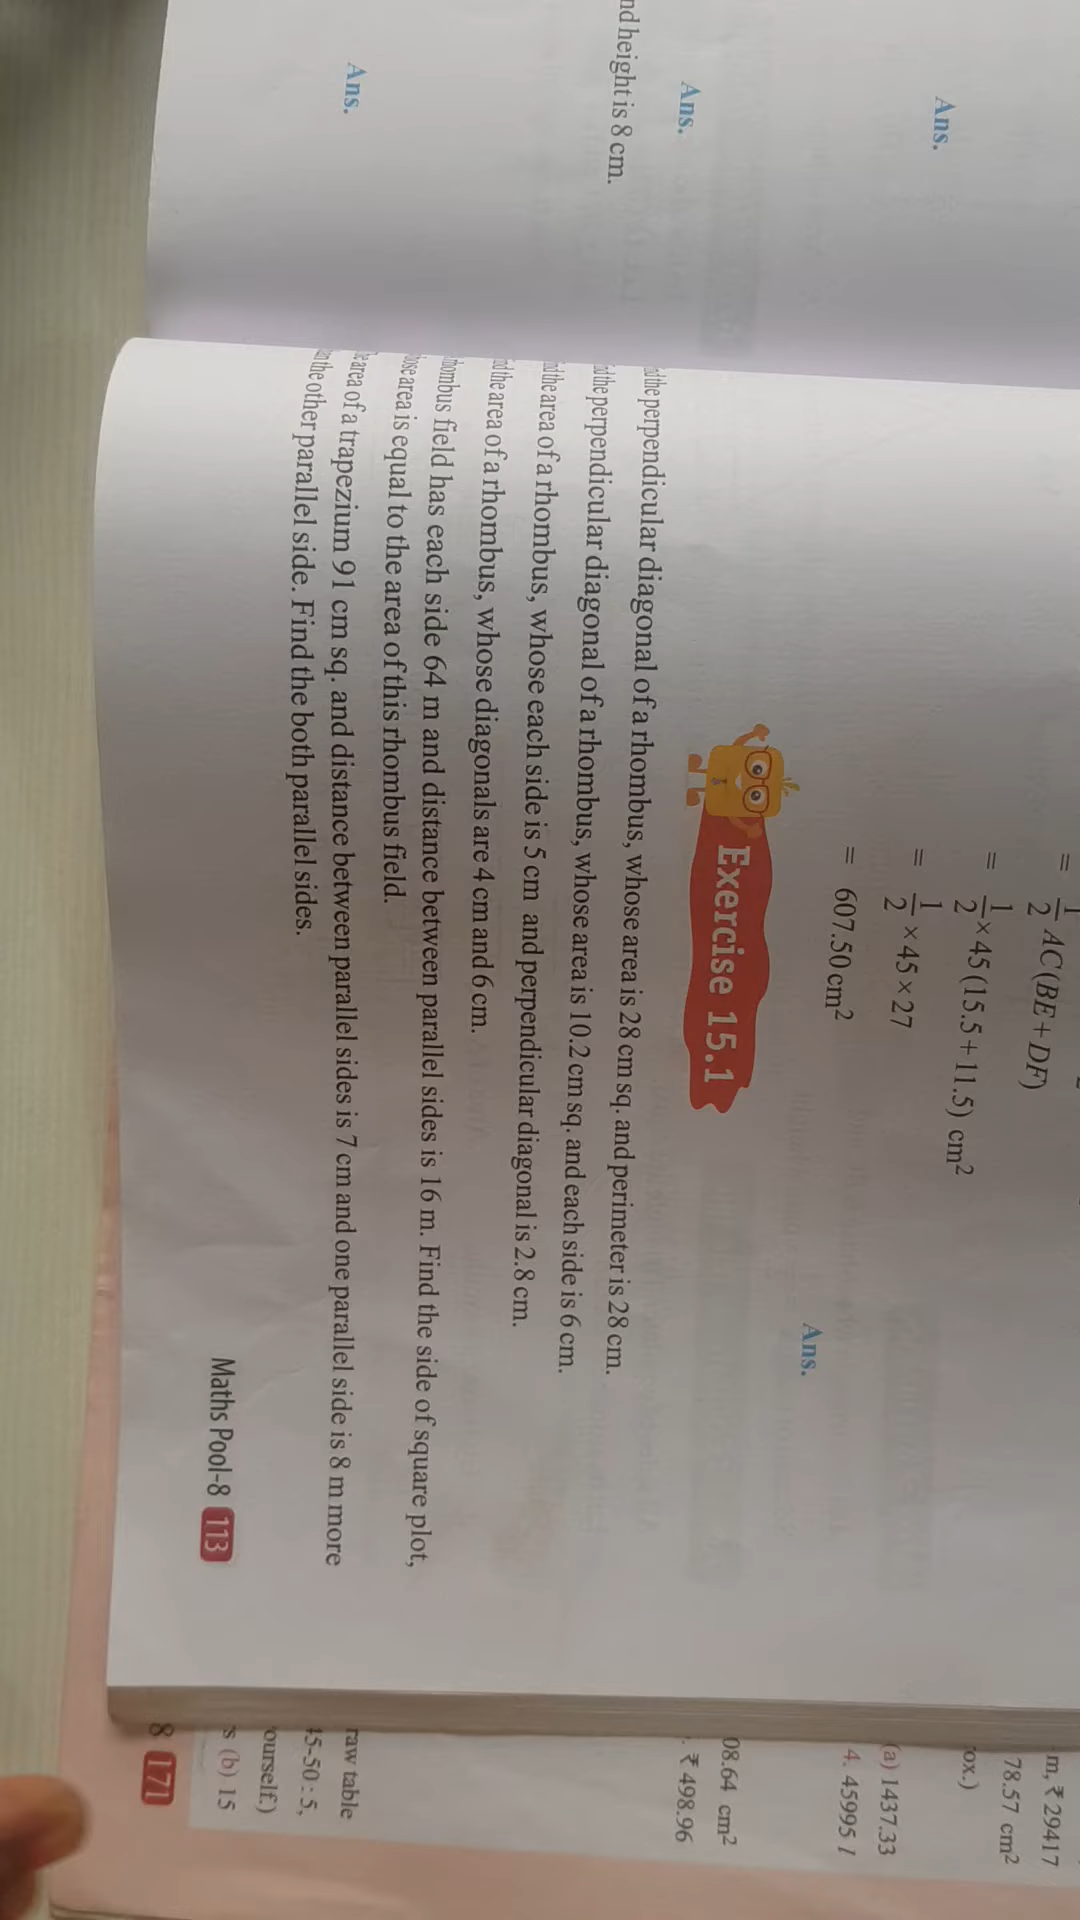 Ans.
Ans.
nd height is 8 cm.
Ans.
= 1/2 AC (BE + DF)
= 1/2 × 45 (15.5 + 11.5) cm²
= 1/2 × 45 × 27
= 607.50 cm²
Ans.
Exercise 15.1
the perpendicular diagonal of a rhombus, whose area is 28 cm sq. and perimeter is 28 cm.
the perpendicular diagonal of a rhombus, whose area is 10.2 cm sq. and each side is 6 cm.
the area of a rhombus, whose each side is 5 cm and perpendicular diagonal is 2.8 cm.
the area of a rhombus, whose diagonals are 4 cm and 6 cm.
rhombus field has each side 64 m and distance between parallel sides is 16 m. Find the side of square plot,
area is equal to the area of this rhombus field.
area of a trapezium 91 cm sq. and distance between parallel sides is 7 cm and one parallel side is 8 m more
the other parallel side. Find the both parallel sides.
Maths Pool-8 113
m, ₹ 29417
78.57 cm²
ox.)
(a) 1437.33
4. 45995 l
08.64 cm²
. ₹ 498.96
raw table
45-50 : 5,
ourself.)
s (b) 15
8 171